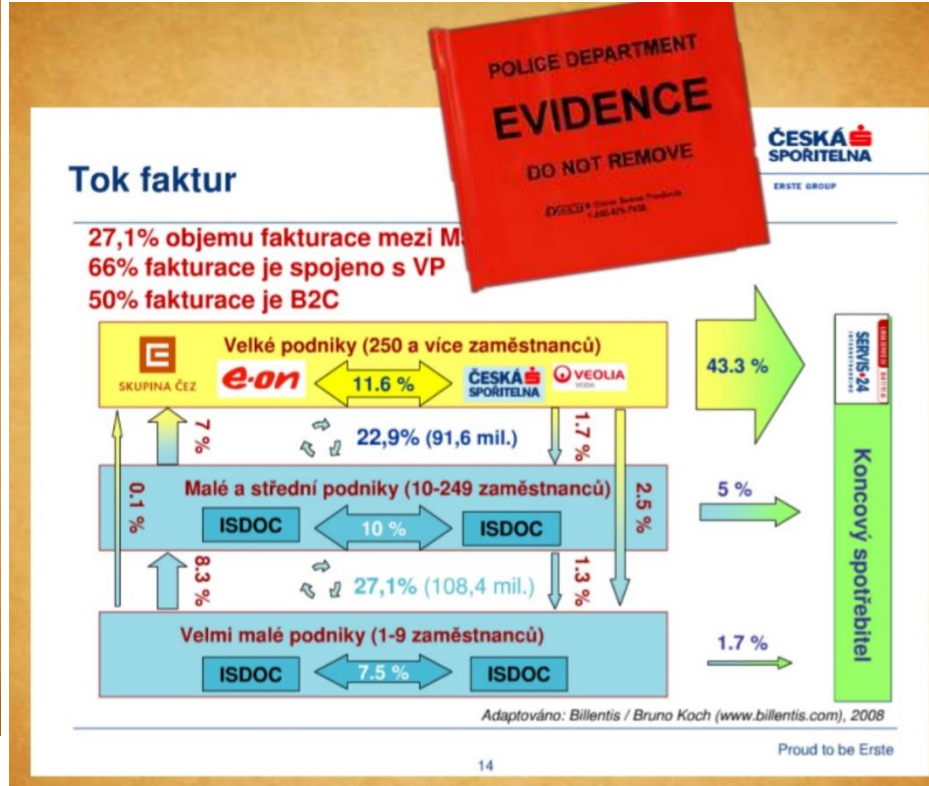 POLICE DEPARTMENT
EVIDENCE
DO NOT REMOVE
ČESKÁ
SPOŘITELNA
ERSTE GROUP
Tok faktur
27,1% objemu fakturace mezi
66% fakturace je spojeno s VP
50% fakturace je B2C
Velké podniky (250 a více zaměstnanců)
SKUPINA ČEZ
e·on
11.6 %
ČESKÁ
SPOŘITELNA
VEOLIA
VODA
43.3 %
SERVIS 24
7 %
22,9% (91,6 mil.)
1.7 %
0.1 %
Malé a střední podniky (10-249 zaměstnanců)
2.5 %
5 %
ISDOC
10 %
ISDOC
Koncový spotřebitel
8.3 %
27,1% (108,4 mil.)
1.3 %
Velmi malé podniky (1-9 zaměstnanců)
1.7 %
ISDOC
7.5 %
ISDOC
Adaptováno: Billentis / Bruno Koch (www.billentis.com), 2008
Proud to be Erste
14